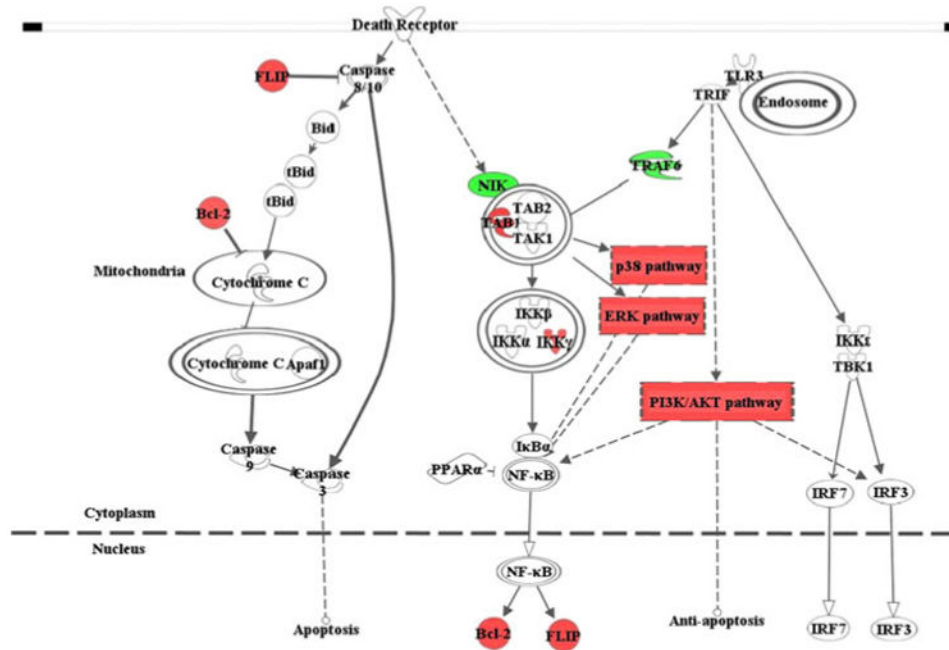 Death Receptor
FLIP
Caspase
8/10
TLR3
TRIF
Endosome
Bid
tBid
NIK
TRAF6
tBid
Bcl-2
TAB2
TAB1
TAK1
Mitochondria
Cytochrome C
p38 pathway
ERK pathway
IKKβ
IKKα
IKKγ
Cytochrome C
Apaf1
IKKι
TBK1
PI3K/AKT pathway
Caspase
9
Caspase
3
IκBα
PPARα
NF-κB
IRF7
IRF3
Cytoplasm
Nucleus
NF-κB
Apoptosis
Bcl-2
FLIP
Anti-apoptosis
IRF7
IRF3